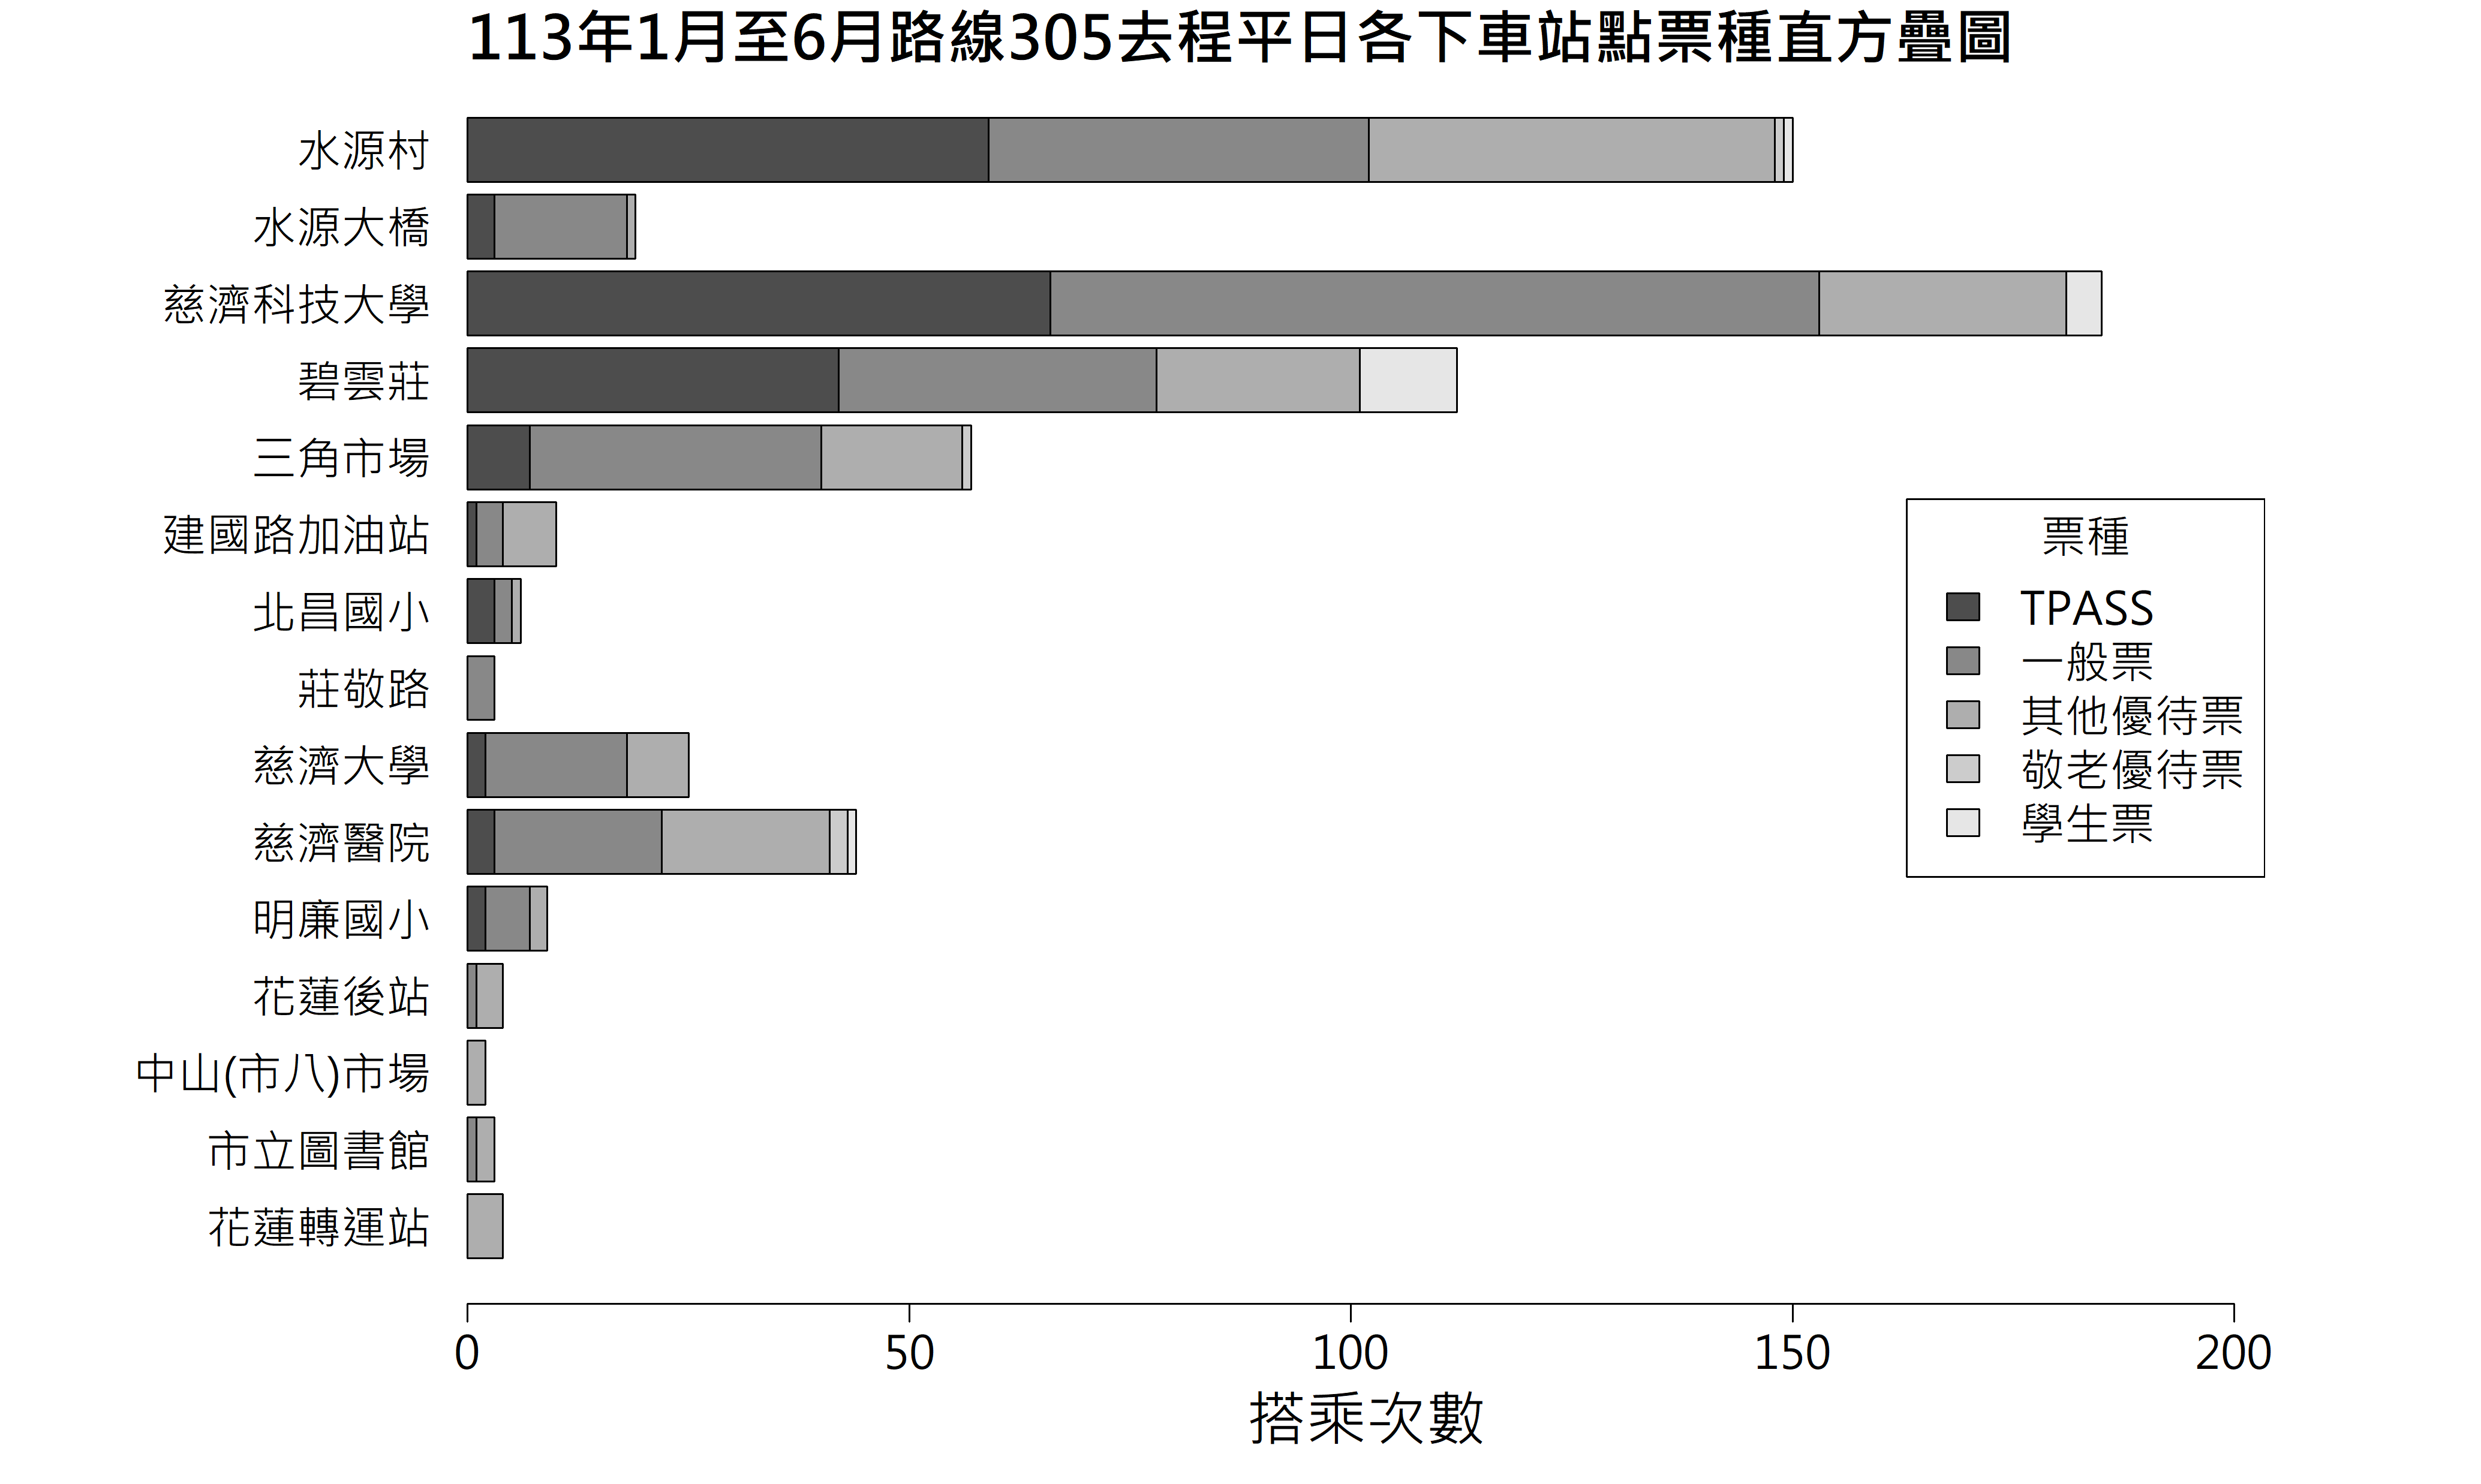 113年1月至6月路線305去程平日各下車站點票種直方疊圖
水源村
水源大橋
慈濟科技大學
碧雲莊
三角市場
建國路加油站
北昌國小
莊敬路
慈濟大學
慈濟醫院
明廉國小
花蓮後站
中山(市八)市場
市立圖書館
花蓮轉運站
票種
TPASS
一般票
其他優待票
敬老優待票
學生票
0 50 100 150 200
搭乘次數